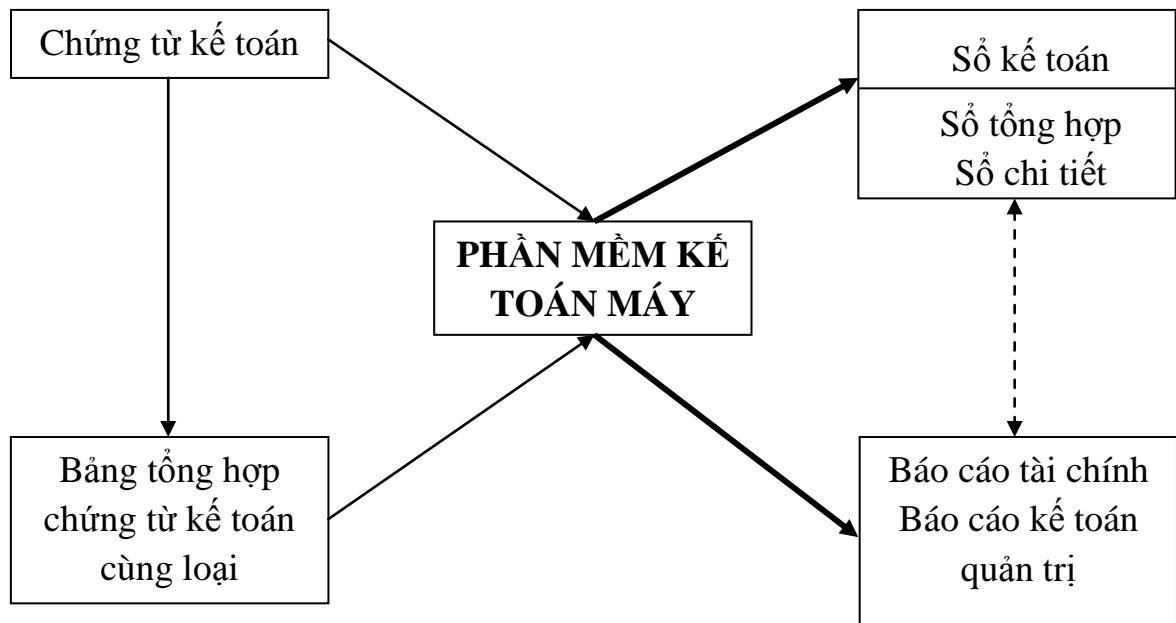 Chứng từ kế toán
Sổ kế toán
Sổ tổng hợp
Sổ chi tiết
PHẦN MỀM KẾ
TOÁN MÁY
Bảng tổng hợp
chứng từ kế toán
cùng loại
Báo cáo tài chính
Báo cáo kế toán
quản trị